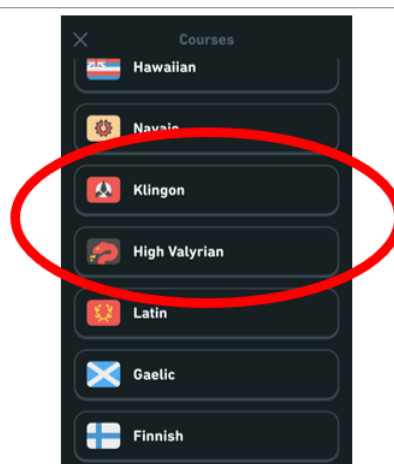 Courses
Hawaiian
Navajo
Klingon
High Valyrian
Latin
Gaelic
Finnish